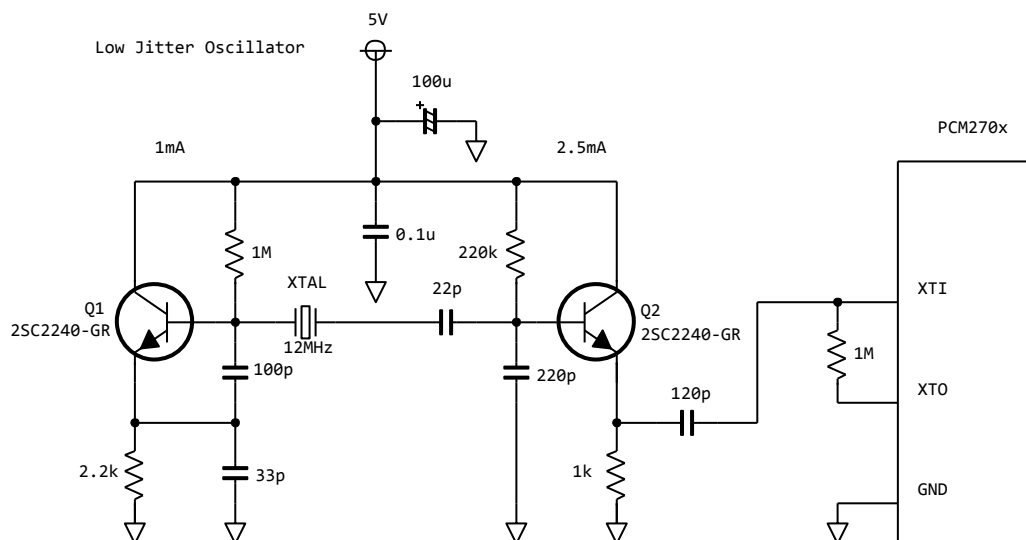 5V
Low Jitter Oscillator
100u
+
PCM270x
1mA
2.5mA
1M
0.1u
220k
XTAL
22p
XTI
Q1
2SC2240-GR
Q2
2SC2240-GR
12MHz
1M
100p
220p
120p
XTO
2.2k
33p
1k
GND